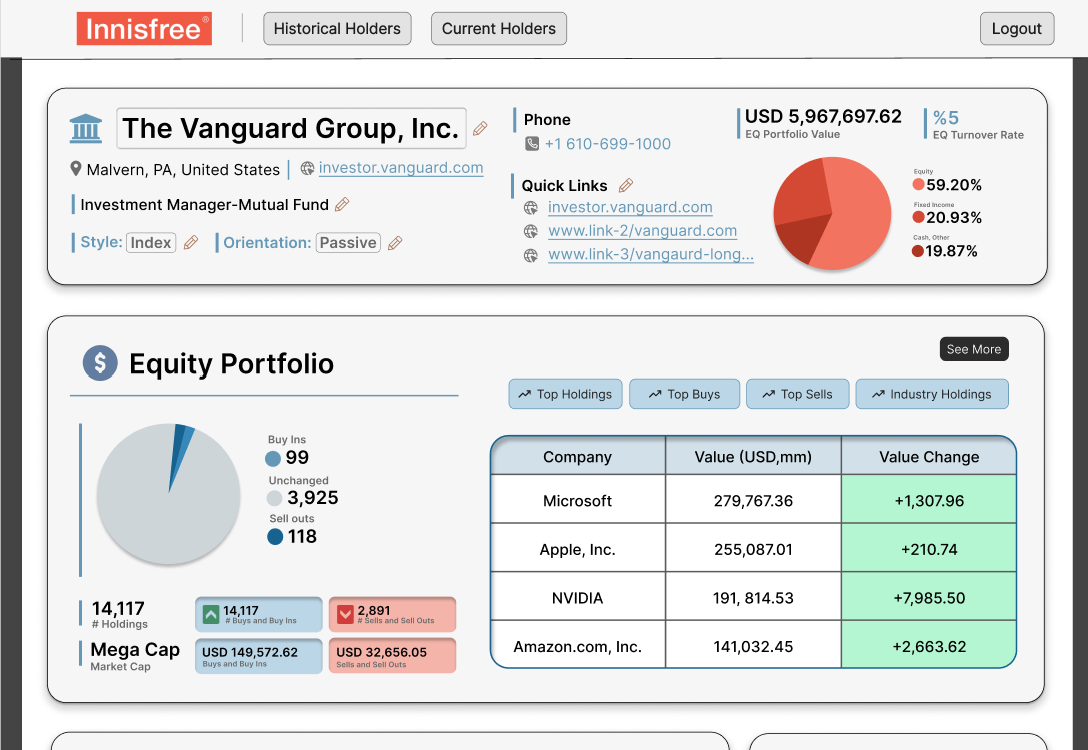 Innisfree®
Historical Holders
Current Holders
Logout
The Vanguard Group, Inc.
Malvern, PA, United States
investor.vanguard.com
Investment Manager-Mutual Fund
Style: Index
Orientation: Passive
Phone
+1 610-699-1000
Quick Links
investor.vanguard.com
www.link-2/vanguard.com
www.link-3/vangaurd-long...
USD 5,967,697.62
EQ Portfolio Value
%5
EQ Turnover Rate
Equity
59.20%
Fixed Income
20.93%
Cash, Other
19.87%
$ Equity Portfolio
See More
Top Holdings
Top Buys
Top Sells
Industry Holdings
Buy Ins
99
Unchanged
3,925
Sell outs
118
14,117
# Holdings
14,117
# Buys and Buy Ins
2,891
# Sells and Sell Outs
Mega Cap
Market Cap
USD 149,572.62
Buys and Buy Ins
USD 32,656.05
Sells and Sell Outs
Company Value (USD,mm) Value Change
Microsoft 279,767.36 +1,307.96
Apple, Inc. 255,087.01 +210.74
NVIDIA 191, 814.53 +7,985.50
Amazon.com, Inc. 141,032.45 +2,663.62